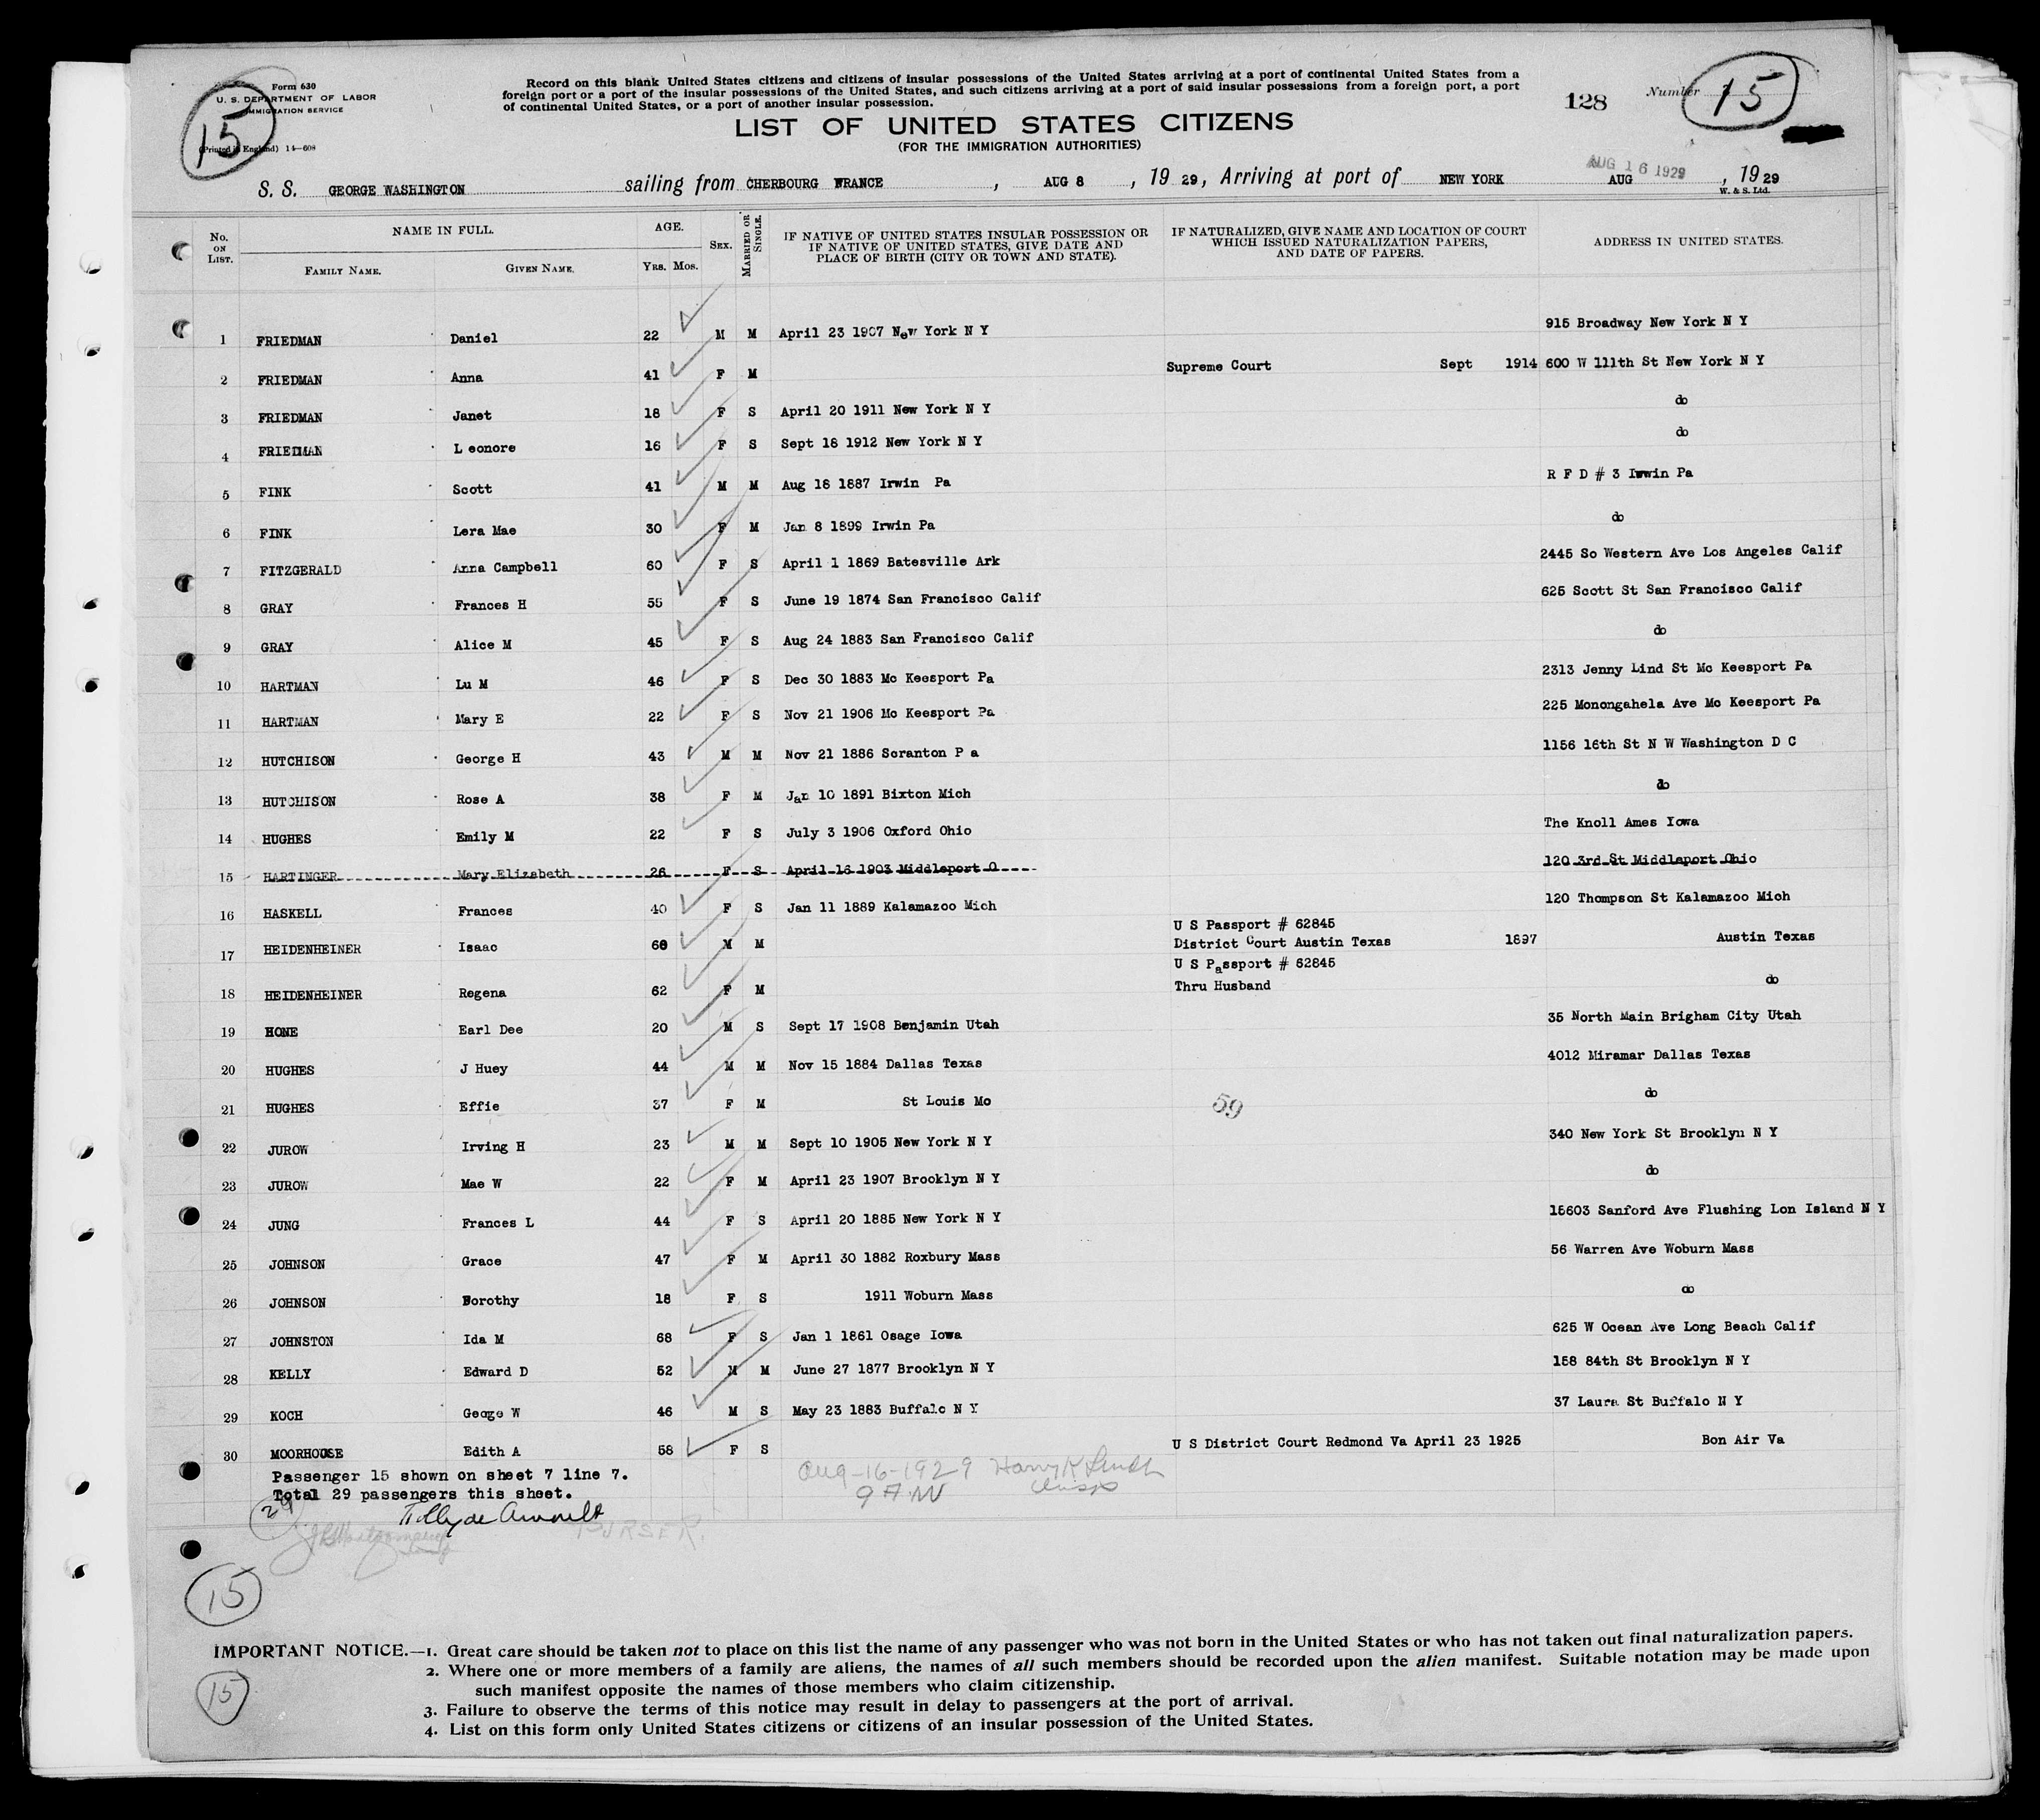 Form 630
U. S. DEPARTMENT OF LABOR
IMMIGRATION SERVICE
(Printed in England) 14-608
15
Record on this blank United States citizens and citizens of insular possessions of the United States arriving at a port of continental United States from a
foreign port or a port of the insular possessions of the United States, and such citizens arriving at a port of said insular possessions from a foreign port, a port
of continental United States, or a port of another insular possession.
128 Number 15
LIST OF UNITED STATES CITIZENS
(FOR THE IMMIGRATION AUTHORITIES)
AUG 16 1929
S. S. GEORGE WASHINGTON sailing from CHERBOURG FRANCE, AUG 8, 19 29, Arriving at port of NEW YORK AUG, 19 29
W. & S. Ltd.
No. ON LIST. NAME IN FULL. AGE. SEX. MARRIED OR SINGLE. IF NATIVE OF UNITED STATES INSULAR POSSESSION OR IF NATIVE OF UNITED STATES, GIVE DATE AND PLACE OF BIRTH (CITY OR TOWN AND STATE). IF NATURALIZED, GIVE NAME AND LOCATION OF COURT WHICH ISSUED NATURALIZATION PAPERS, AND DATE OF PAPERS. ADDRESS IN UNITED STATES.
FAMILY NAME. GIVEN NAME. YRS. MOS.
1 FRIEDMAN Daniel 22 M M April 23 1907 New York N Y 915 Broadway New York N Y
2 FRIEDMAN Anna 41 F M Supreme Court Sept 1914 600 W 111th St New York N Y
3 FRIEDMAN Janet 18 F S April 20 1911 New York N Y do
4 FRIEDMAN L eonore 16 F S Sept 18 1912 New York N Y do
5 FINK Scott 41 M M Aug 16 1887 Irwin Pa R F D # 3 Irwin Pa
6 FINK Lera Mae 30 F M Jan 8 1899 Irwin Pa do
7 FITZGERALD Anna Campbell 60 F S April 1 1869 Batesville Ark 2445 So Western Ave Los Angeles Calif
8 GRAY Frances H 55 F S June 19 1874 San Francisco Calif 625 Scott St San Francisco Calif
9 GRAY Alice M 45 F S Aug 24 1883 San Francisco Calif do
10 HARTMAN Lu M 46 F S Dec 30 1883 Mc Keesport Pa 2313 Jenny Lind St Mc Keesport Pa
11 HARTMAN Mary E 22 F S Nov 21 1906 Mc Keesport Pa 225 Monongahela Ave Mc Keesport Pa
12 HUTCHISON George H 43 M M Nov 21 1886 Scranton P a 1156 16th St N W Washington D C
13 HUTCHISON Rose A 38 F M Jan 10 1891 Bixton Mich do
14 HUGHES Emily M 22 F S July 3 1906 Oxford Ohio The Knoll Ames Iowa
15 HARTINGER Mary Elizabeth 26 F S April 16 1903 Middleport O 120 3rd St Middleport Ohio
16 HASKELL Frances 40 F S Jan 11 1889 Kalamazoo Mich 120 Thompson St Kalamazoo Mich
U S Passport # 62845
17 HEIDENHEINER Isaac 68 M M District Court Austin Texas 1897 Austin Texas
U S Passport # 62845
18 HEIDENHEINER Regena 62 F M Thru Husband do
19 HONE Earl Dee 20 M S Sept 17 1908 Benjamin Utah 35 North Main Brigham City Utah
20 HUGHES J Huey 44 M M Nov 15 1884 Dallas Texas 4012 Miramar Dallas Texas
21 HUGHES Effie 37 F M St Louis Mo 59 do
22 JUROW Irving H 23 M M Sept 10 1905 New York N Y 340 New York St Brooklyn N Y
23 JUROW Mae W 22 F M April 23 1907 Brooklyn N Y do
24 JUNG Frances L 44 F S April 20 1885 New York N Y 15603 Sanford Ave Flushing Lon Island N Y
25 JOHNSON Grace 47 F M April 30 1882 Roxbury Mass 56 Warren Ave Woburn Mass
26 JOHNSON Dorothy 18 F S 1911 Woburn Mass do
27 JOHNSTON Ida M 68 F S Jan 1 1861 Osage Iowa 625 W Ocean Ave Long Beach Calif
28 KELLY Edward D 52 M M June 27 1877 Brooklyn N Y 158 84th St Brooklyn N Y
29 KOCH George W 46 M S May 23 1883 Buffalo N Y 37 Laura St Buffalo N Y
30 MOORHOUSE Edith A 58 F S U S District Court Redmond Va April 23 1925 Bon Air Va
Passenger 15 shown on sheet 7 line 7.
Total 29 passengers this sheet.
Aug-16-1929 Harry K
9 AM
29
PURSER.
15
15
IMPORTANT NOTICE.—1. Great care should be taken not to place on this list the name of any passenger who was not born in the United States or who has not taken out final naturalization papers.
2. Where one or more members of a family are aliens, the names of all such members should be recorded upon the alien manifest. Suitable notation may be made upon
such manifest opposite the names of those members who claim citizenship.
3. Failure to observe the terms of this notice may result in delay to passengers at the port of arrival.
4. List on this form only United States citizens or citizens of an insular possession of the United States.